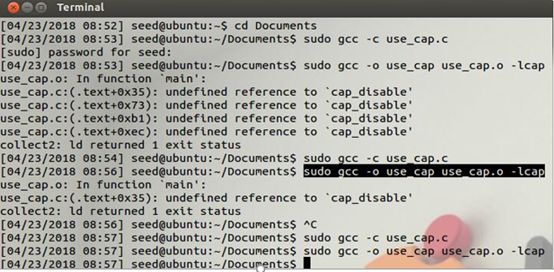 Terminal
[04/23/2018 08:52] seed@ubuntu:~$ cd Documents
[04/23/2018 08:53] seed@ubuntu:~/Documents$ sudo gcc -c use_cap.c
[sudo] password for seed:
[04/23/2018 08:53] seed@ubuntu:~/Documents$ sudo gcc -o use_cap use_cap.o -lcap
use_cap.o: In function `main':
use_cap.c:(.text+0x35): undefined reference to `cap_disable'
use_cap.c:(.text+0x73): undefined reference to `cap_disable'
use_cap.c:(.text+0xb1): undefined reference to `cap_disable'
use_cap.c:(.text+0xec): undefined reference to `cap_disable'
collect2: ld returned 1 exit status
[04/23/2018 08:54] seed@ubuntu:~/Documents$ sudo gcc -c use_cap.c
[04/23/2018 08:56] seed@ubuntu:~/Documents$ sudo gcc -o use_cap use_cap.o -lcap
use_cap.o: In function `main':
use_cap.c:(.text+0x35): undefined reference to `cap_disable'
collect2: ld returned 1 exit status
[04/23/2018 08:56] seed@ubuntu:~/Documents$ ^C
[04/23/2018 08:57] seed@ubuntu:~/Documents$ sudo gcc -c use_cap.c
[04/23/2018 08:57] seed@ubuntu:~/Documents$ sudo gcc -o use_cap use_cap.o -lcap
[04/23/2018 08:57] seed@ubuntu:~/Documents$